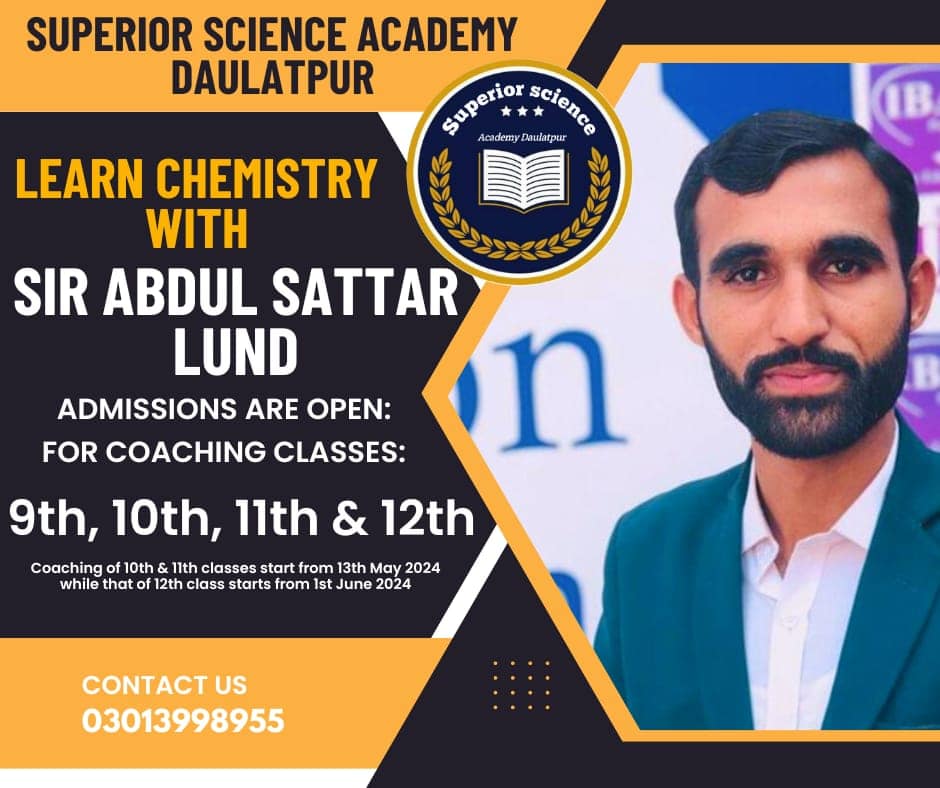 SUPERIOR SCIENCE ACADEMY
DAULATPUR
Superior science
Academy Daulatpur
LEARN CHEMISTRY
WITH
SIR ABDUL SATTAR
LUND
ADMISSIONS ARE OPEN:
FOR COACHING CLASSES:
9th, 10th, 11th & 12th
Coaching of 10th & 11th classes start from 13th May 2024
while that of 12th class starts from 1st June 2024
CONTACT US
03013998955
on